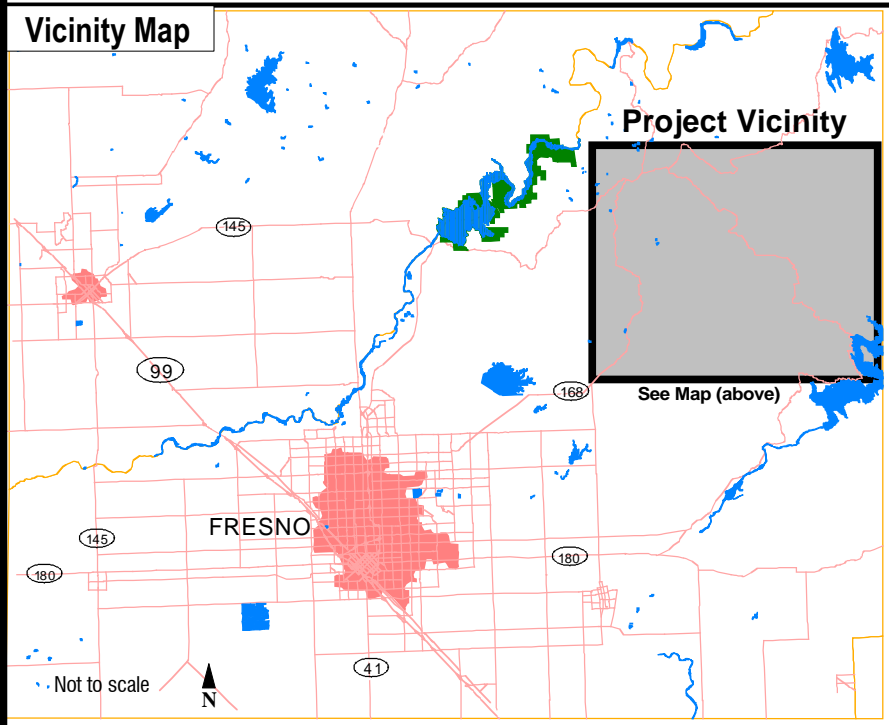 Vicinity Map
Project Vicinity
145
99
168
See Map (above)
FRESNO
145
180
180
41
Not to scale
N